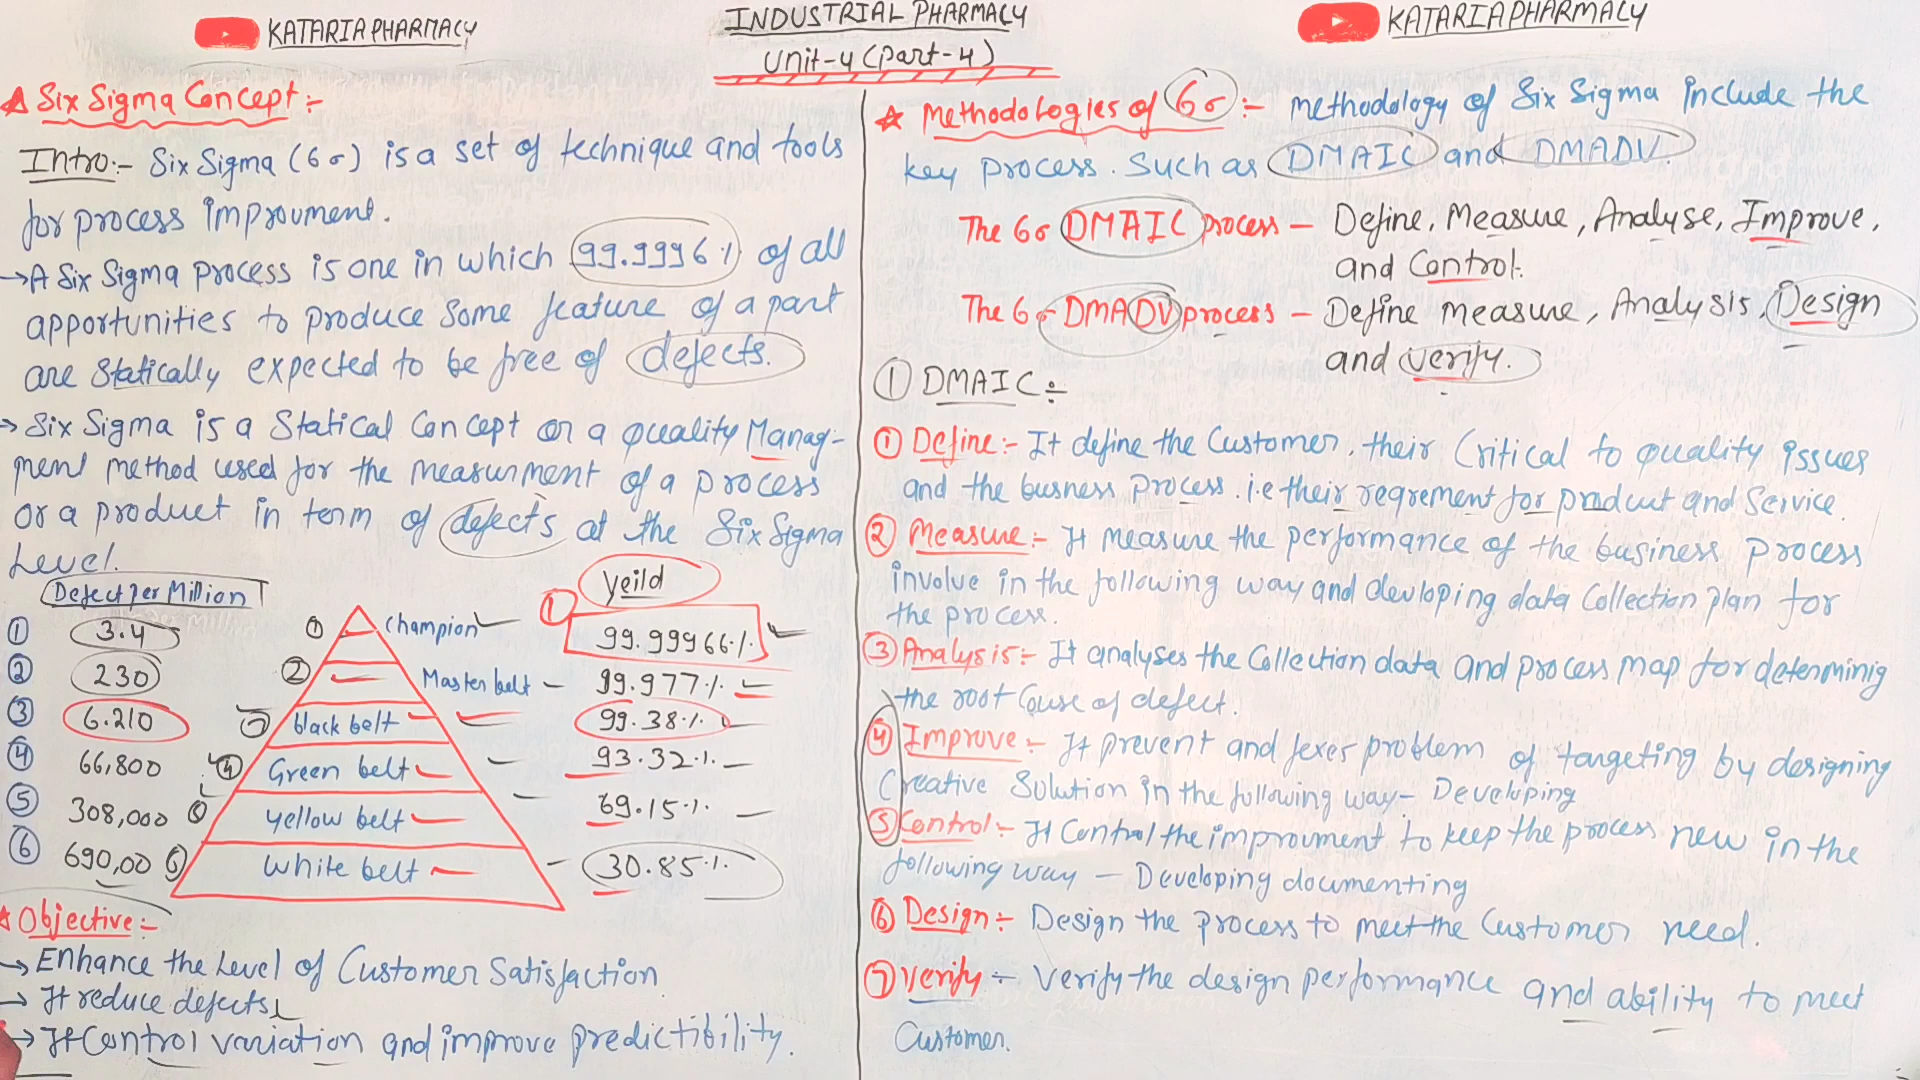 KATARIA PHARMACY
INDUSTRIAL PHARMACY
Unit-4 (Part-4)
KATARIA PHARMACY
Six Sigma Concept:-
Intro:- Six Sigma (6σ) is a set of technique and tools
for process improvment.
→ A Six Sigma process is one in which 99.9996% of all
apportunities to produce Some feature of a part
are Statically expected to be free of defects.
→ Six Sigma is a Statical Concept or a quality Manag-
ment method used for the measurment of a process
or a product in term of defects at the Six Sigma
Level.
Defect per Million
Yeild
① 3.4 ① Champion ① 99.99966%
② 230 ② Master belt – 99.977%
③ 6.210 black belt 99.38%
④ 66,800 ④ Green belt 93.32%
⑤ 308,000 yellow belt 69.15%
⑥ 690,00 White belt – 30.85%
Objective:-
→ Enhance the Level of Customer Satisfaction
→ It reduce defects
→ It Control variation and improve predictibility.
Methodologies of 6σ :- methodology of Six Sigma include the
key process. Such as DMAIC and DMADV.
The 6σ DMAIC process – Define, Measure, Analyse, Improve,
and Control.
The 6σ DMADV process – Define measure, Analysis, Design
and verify.
① DMAIC:-
① Define:- It define the Customer, their Critical to quality issues
and the busness process. i.e their reqrement for product and Service.
② Measure:- It measure the performance of the business process
involve in the following way and devloping data Collection plan for
the process.
③ Analysis:- It analyses the Collection data and process map for determinig
the root Couse of defect.
④ Improve:- It prevent and fexes problem of targeting by designing
Creative Solution in the following way – Developing
⑤ Control:- It Control the improvment to keep the process new in the
following way – Developing documenting
⑥ Design:- Design the process to meet the Customer need.
⑦ Verify:- Verify the design performance and ability to meet
Customer.